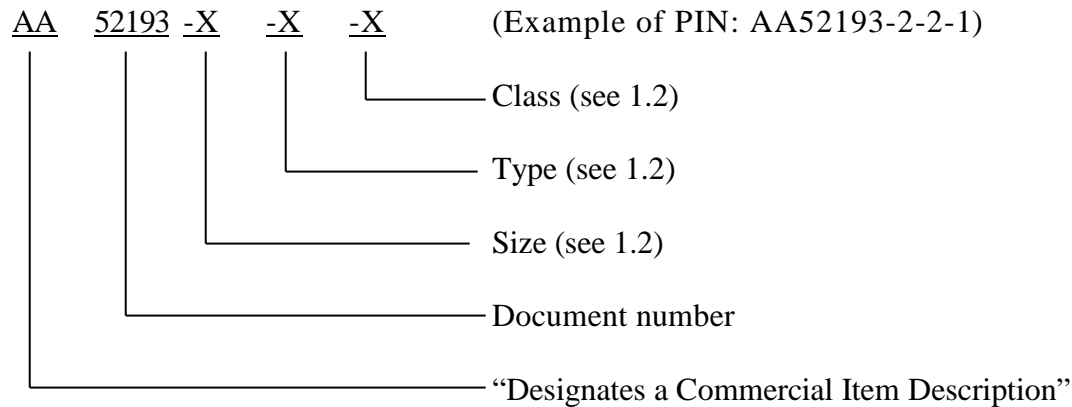 AA 52193 -X -X -X (Example of PIN: AA52193-2-2-1)
Class (see 1.2)
Type (see 1.2)
Size (see 1.2)
Document number
“Designates a Commercial Item Description”